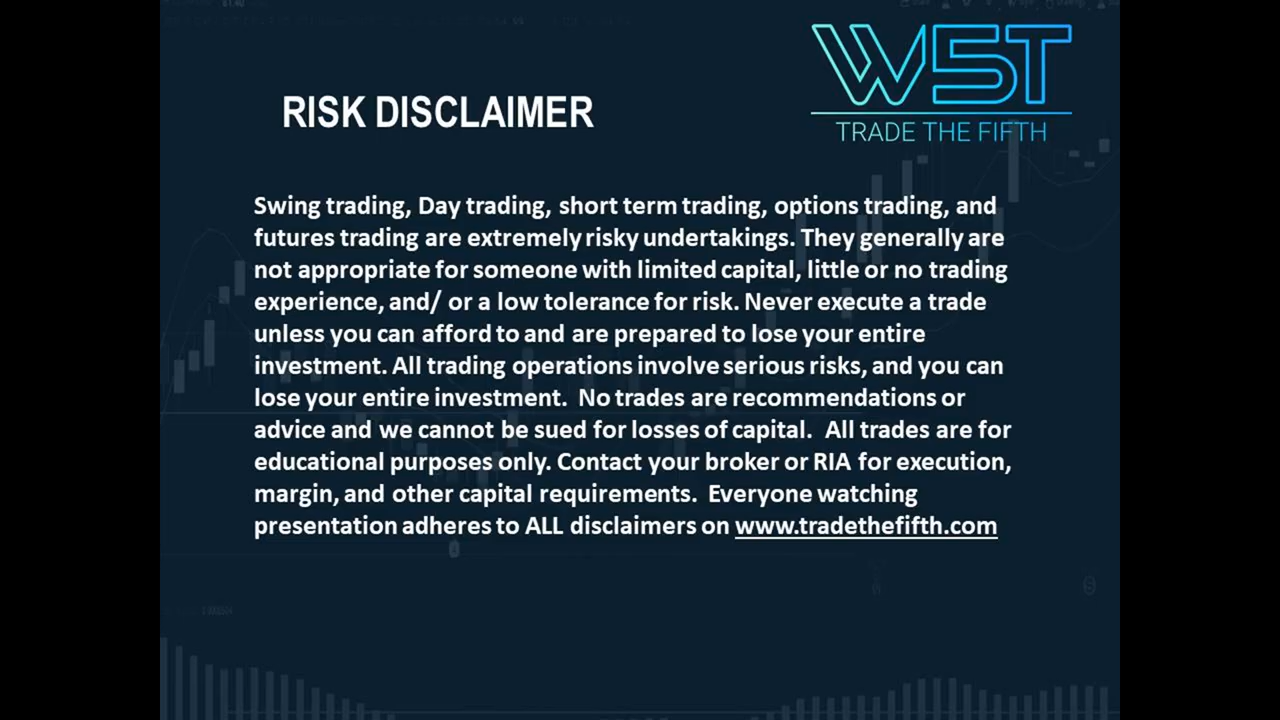 W5T
TRADE THE FIFTH
RISK DISCLAIMER
Swing trading, Day trading, short term trading, options trading, and
futures trading are extremely risky undertakings. They generally are
not appropriate for someone with limited capital, little or no trading
experience, and/ or a low tolerance for risk. Never execute a trade
unless you can afford to and are prepared to lose your entire
investment. All trading operations involve serious risks, and you can
lose your entire investment.  No trades are recommendations or
advice and we cannot be sued for losses of capital.  All trades are for
educational purposes only. Contact your broker or RIA for execution,
margin, and other capital requirements.  Everyone watching
presentation adheres to ALL disclaimers on www.tradethefifth.com